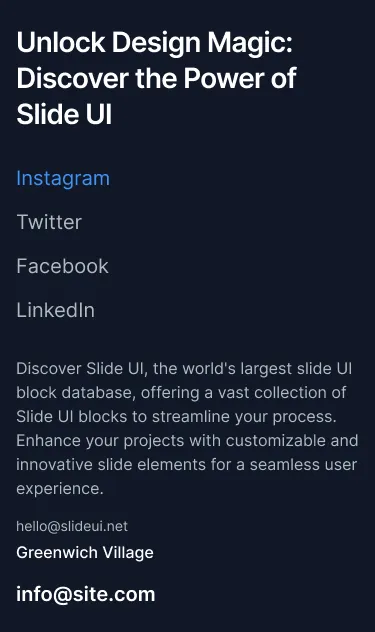 Unlock Design Magic:
Discover the Power of
Slide UI
Instagram
Twitter
Facebook
LinkedIn
Discover Slide UI, the world's largest slide UI
block database, offering a vast collection of
Slide UI blocks to streamline your process.
Enhance your projects with customizable and
innovative slide elements for a seamless user
experience.
hello@slideui.net
Greenwich Village
info@site.com